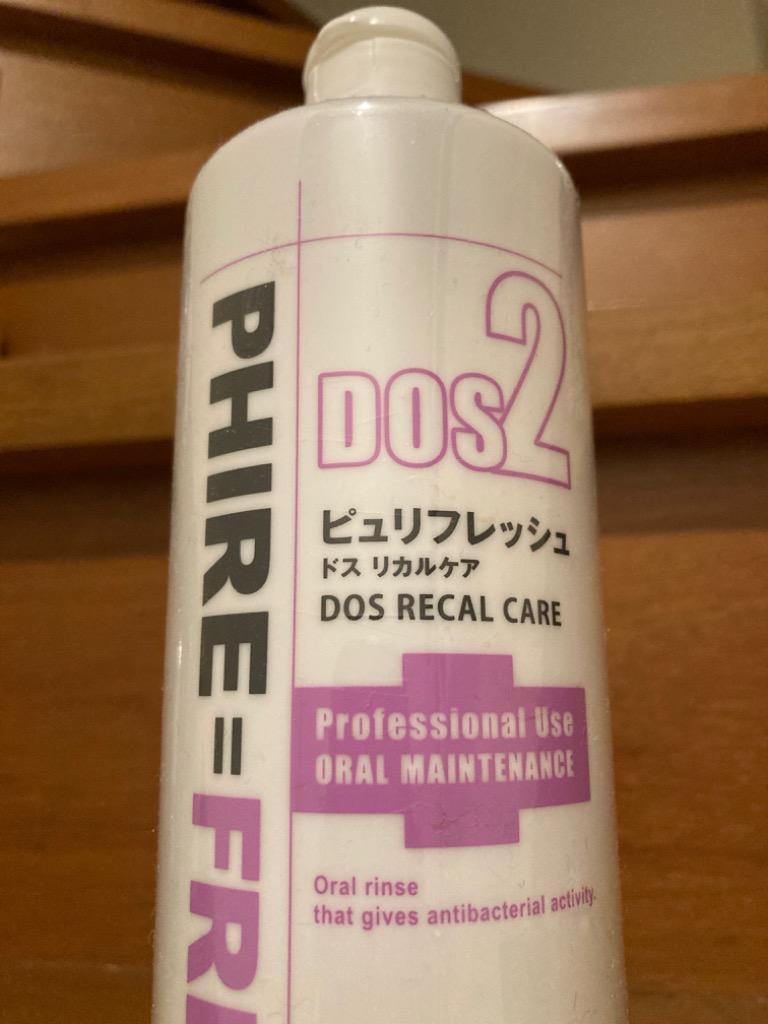 PHIRE=FRE
DOS2
ピュリフレッシュ
ドス リカルケア
DOS RECAL CARE
Professional Use
ORAL MAINTENANCE
Oral rinse
that gives antibacterial activity.